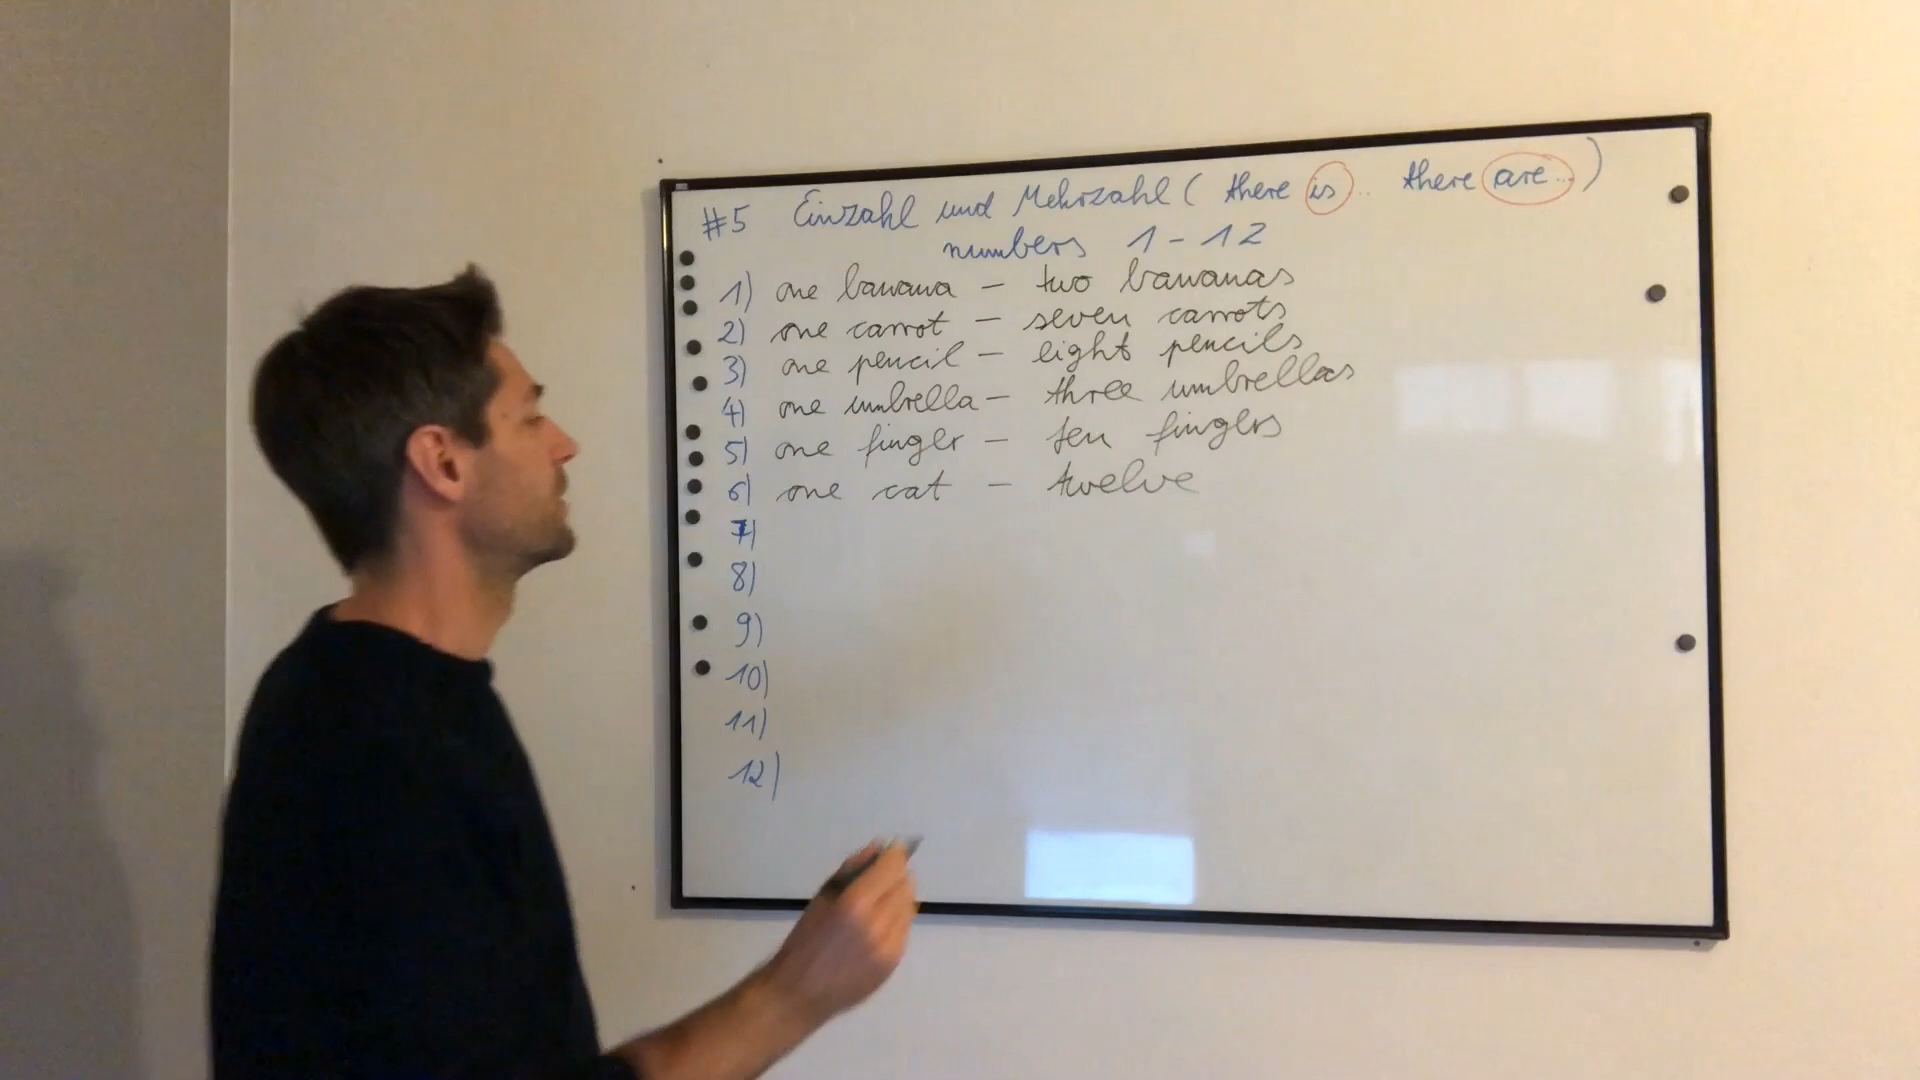 #5 Einzahl und Mehrzahl ( there is .. there are ...)
numbers 1 - 12
1) one banana - two bananas
2) one carrot - seven carrots
3) one pencil - eight pencils
4) one umbrella - three umbrellas
5) one finger - ten fingers
6) one cat - twelve
7)
8)
9)
10)
11)
12)